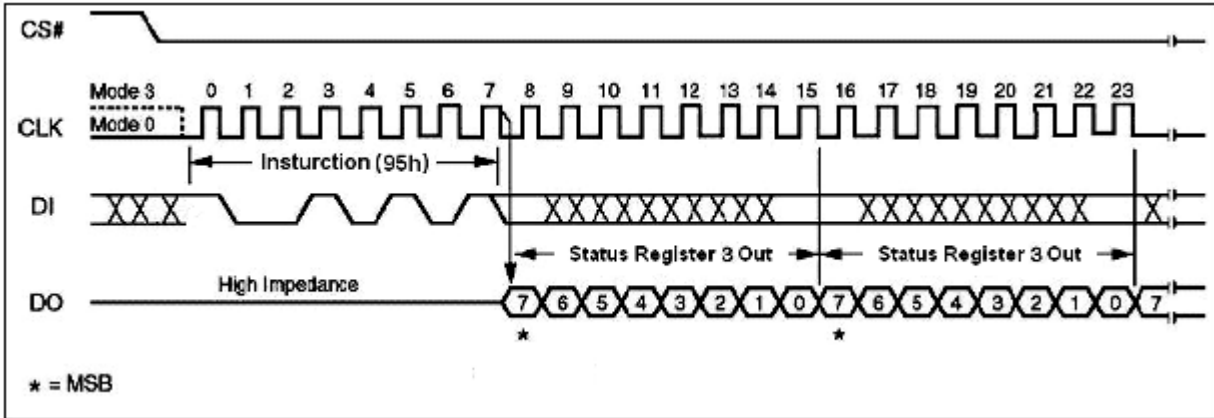 CS#
Mode 3 0 1 2 3 4 5 6 7 8 9 10 11 12 13 14 15 16 17 18 19 20 21 22 23
CLK Mode 0
Insturction (95h)
DI
Status Register 3 Out Status Register 3 Out
High Impedance
DO 7 6 5 4 3 2 1 0 7 6 5 4 3 2 1 0 7
* *
* = MSB